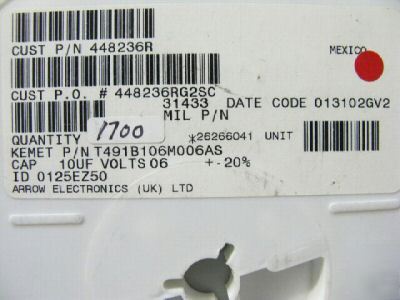 CUST P/N 448236R
MEXICO
CUST P.O. # 448236RG2SC
31433 DATE CODE 013102GV2
MIL P/N
QUANTITY 1700 *26266041 UNIT
KEMET P/N T491B106M006AS
CAP 10UF VOLTS 06 +-20%
ID 0125EZ50
ARROW ELECTRONICS (UK) LTD